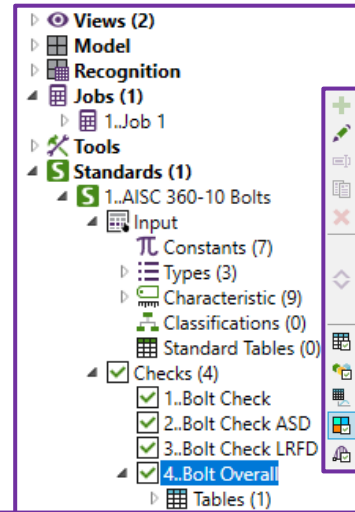 Views (2)
Model
Recognition
Jobs (1)
1..Job 1
Tools
S Standards (1)
S 1..AISC 360-10 Bolts
Input
π Constants (7)
Types (3)
Characteristic (9)
Classifications (0)
Standard Tables (0)
Checks (4)
1..Bolt Check
2..Bolt Check ASD
3..Bolt Check LRFD
4..Bolt Overall
Tables (1)